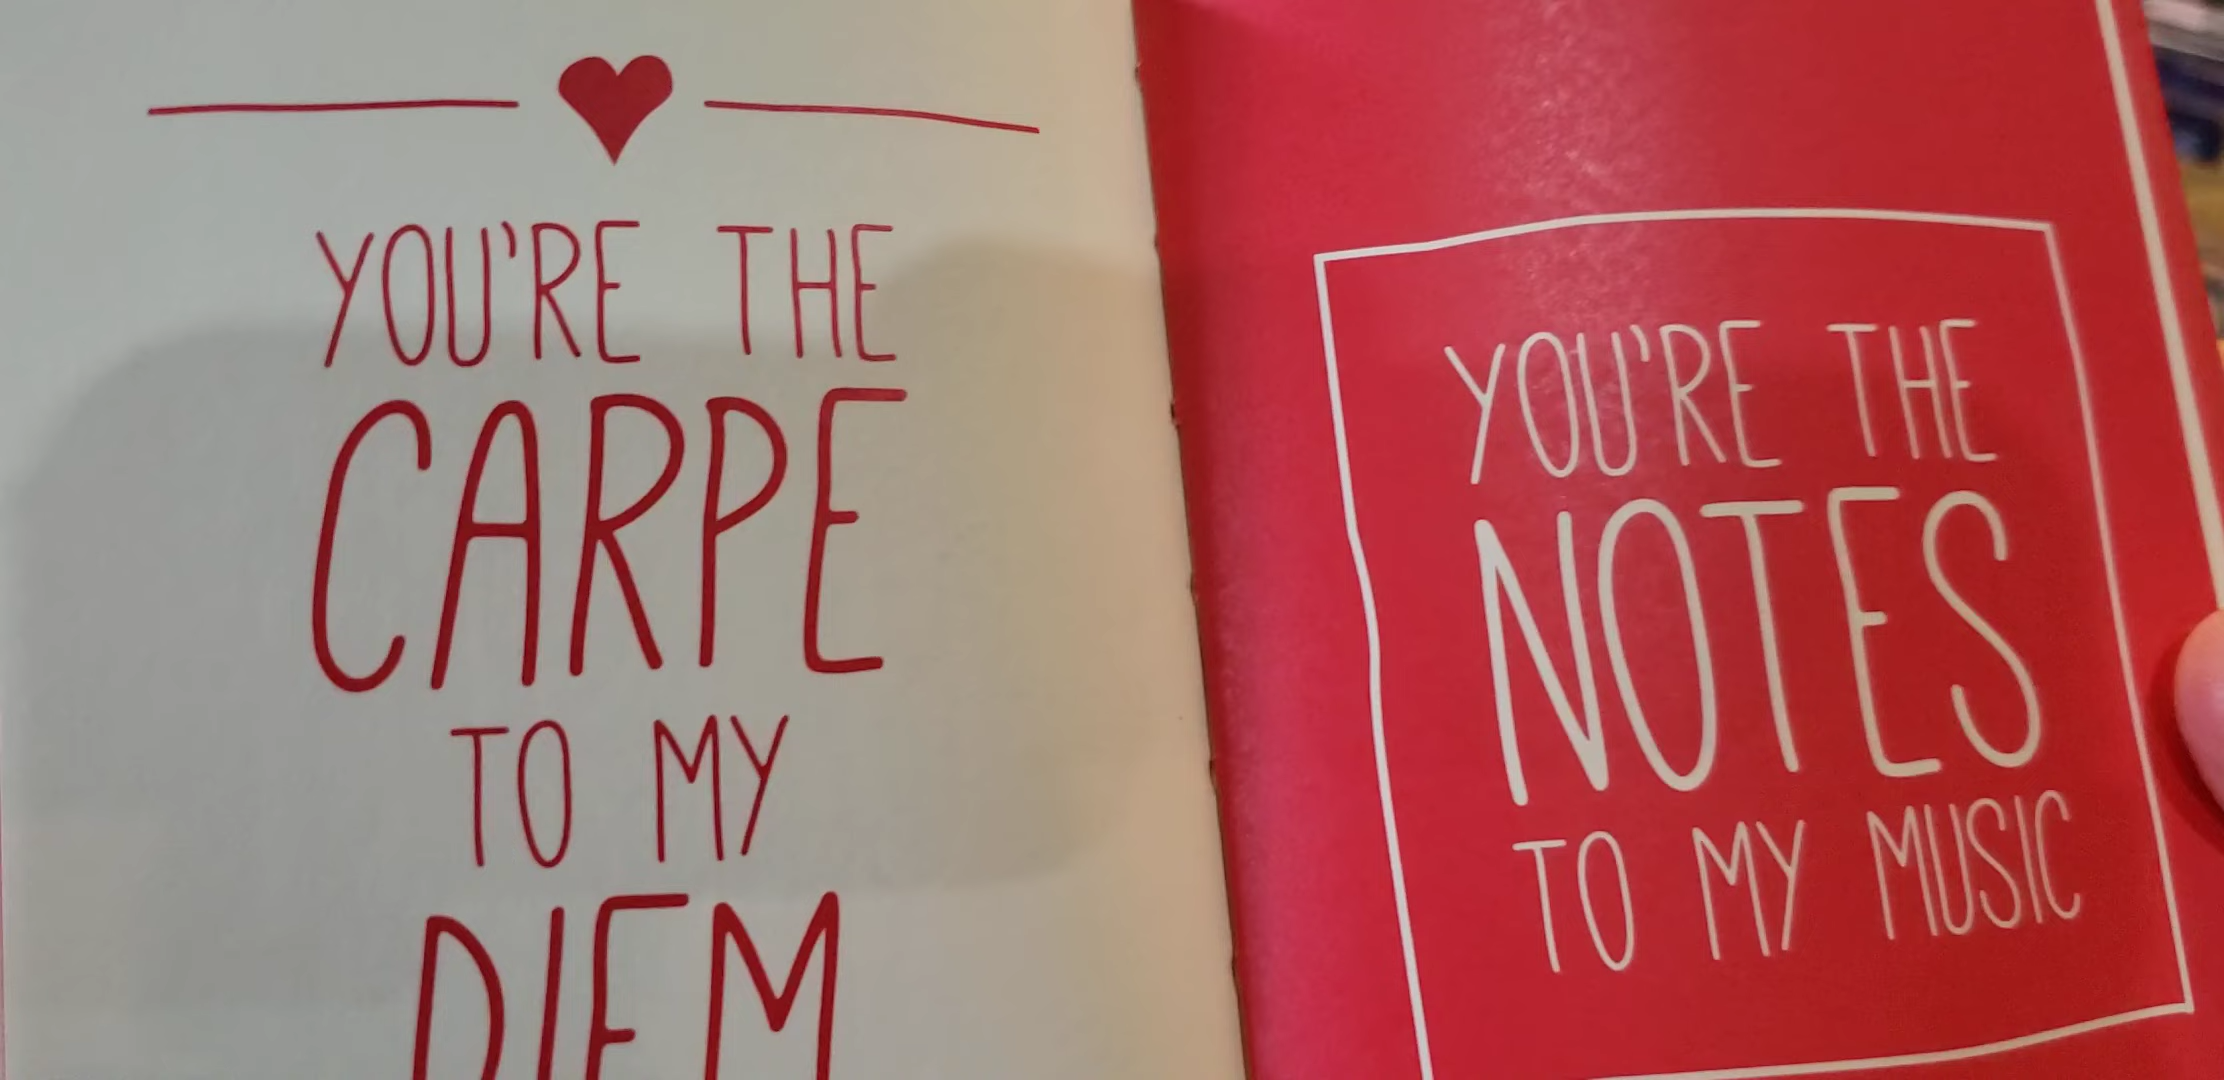 YOU'RE THE
CARPE
TO MY
DIEM
YOU'RE THE
NOTES
TO MY MUSIC